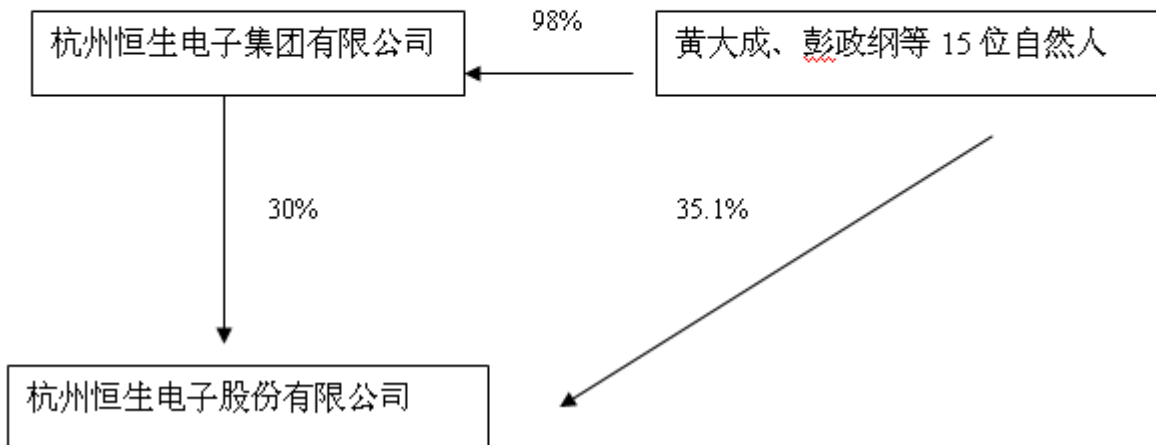 杭州恒生电子集团有限公司
98%
黄大成、彭政纲等 15 位自然人
30%
35.1%
杭州恒生电子股份有限公司